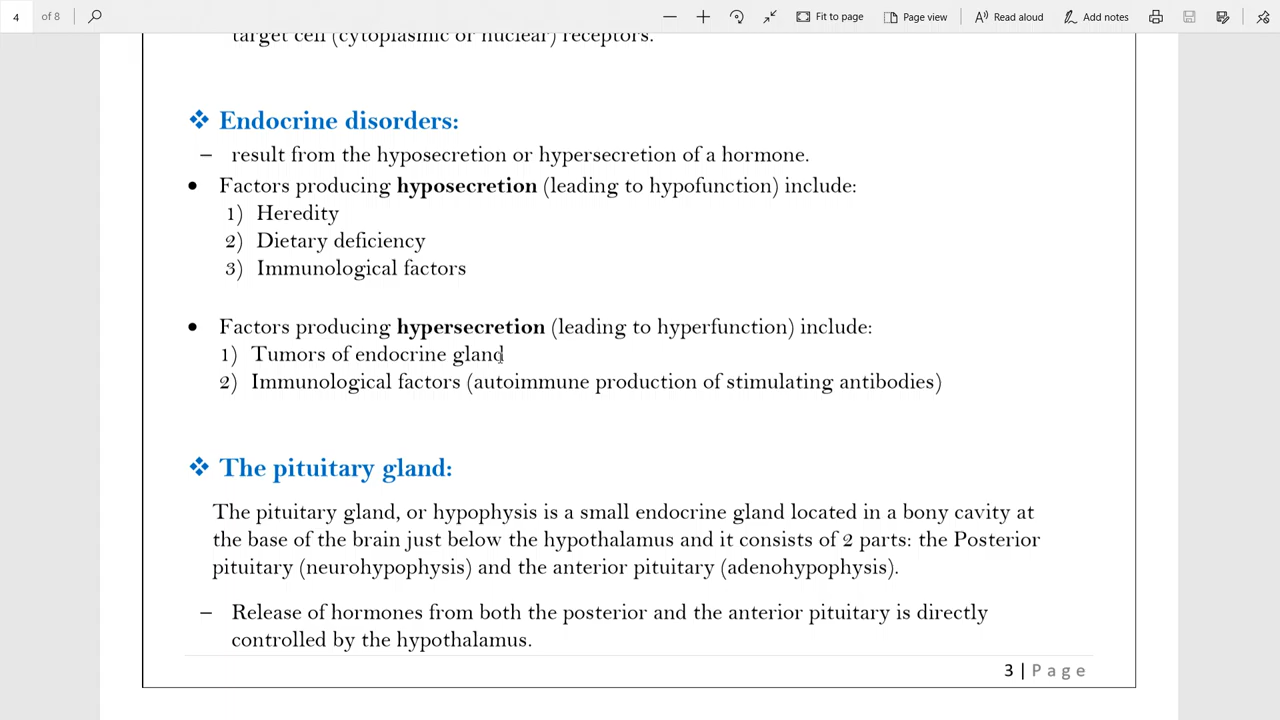 4 of 8 Fit to page Page view Read aloud Add notes
target cell (cytoplasmic or nuclear) receptors.
❖ Endocrine disorders:
– result from the hyposecretion or hypersecretion of a hormone.
• Factors producing hyposecretion (leading to hypofunction) include:
1) Heredity
2) Dietary deficiency
3) Immunological factors
• Factors producing hypersecretion (leading to hyperfunction) include:
1) Tumors of endocrine gland
2) Immunological factors (autoimmune production of stimulating antibodies)
❖ The pituitary gland:
The pituitary gland, or hypophysis is a small endocrine gland located in a bony cavity at
the base of the brain just below the hypothalamus and it consists of 2 parts: the Posterior
pituitary (neurohypophysis) and the anterior pituitary (adenohypophysis).
– Release of hormones from both the posterior and the anterior pituitary is directly
controlled by the hypothalamus.
3 | Page